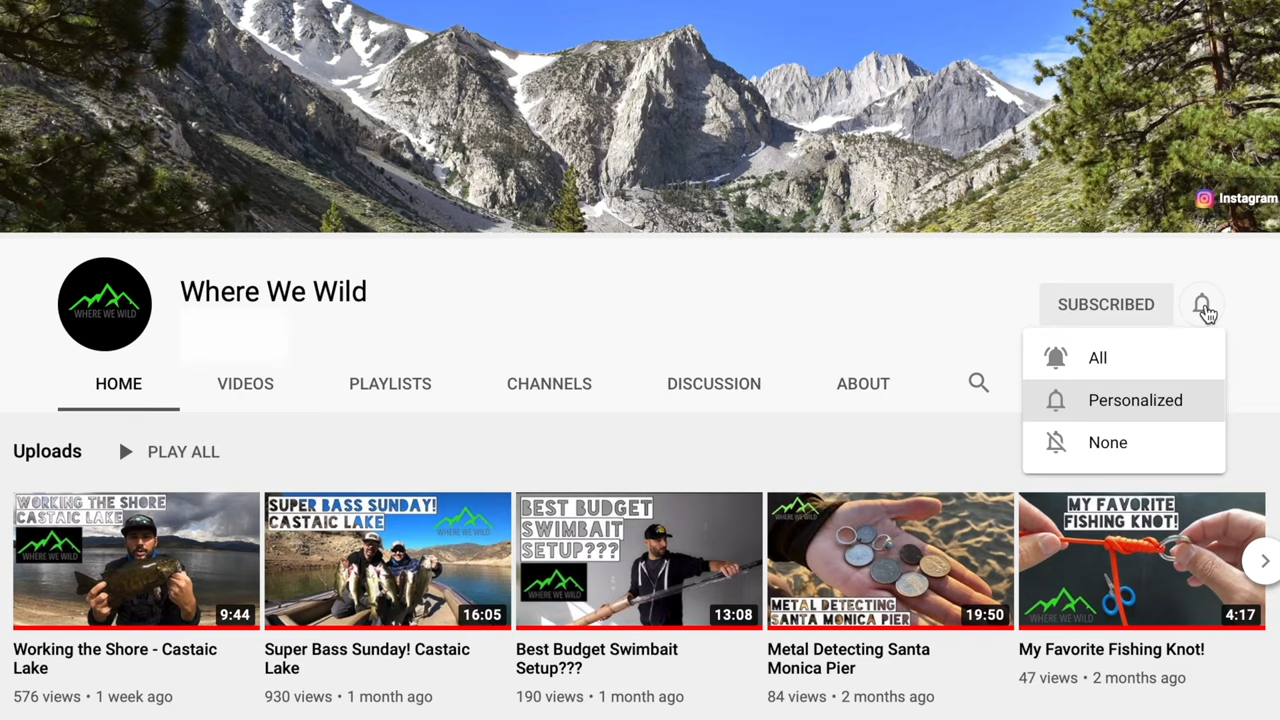 Instagram
Where We Wild
WHERE WE WILD
SUBSCRIBED
All
Personalized
None
HOME
VIDEOS
PLAYLISTS
CHANNELS
DISCUSSION
ABOUT
Uploads
PLAY ALL
WORKING THE SHORE
CASTAIC LAKE
WHERE WE WILD
9:44
SUPER BASS SUNDAY!
CASTAIC LAKE
WHERE WE WILD
16:05
BEST BUDGET
SWIMBAIT
SETUP???
WHERE WE WILD
13:08
WHERE WE WILD
METAL DETECTING
SANTA MONICA PIER
19:50
MY FAVORITE
FISHING KNOT!
WHERE WE WILD
4:17
Working the Shore - Castaic
Lake
576 views • 1 week ago
Super Bass Sunday! Castaic
Lake
930 views • 1 month ago
Best Budget Swimbait
Setup???
190 views • 1 month ago
Metal Detecting Santa
Monica Pier
84 views • 2 months ago
My Favorite Fishing Knot!
47 views • 2 months ago